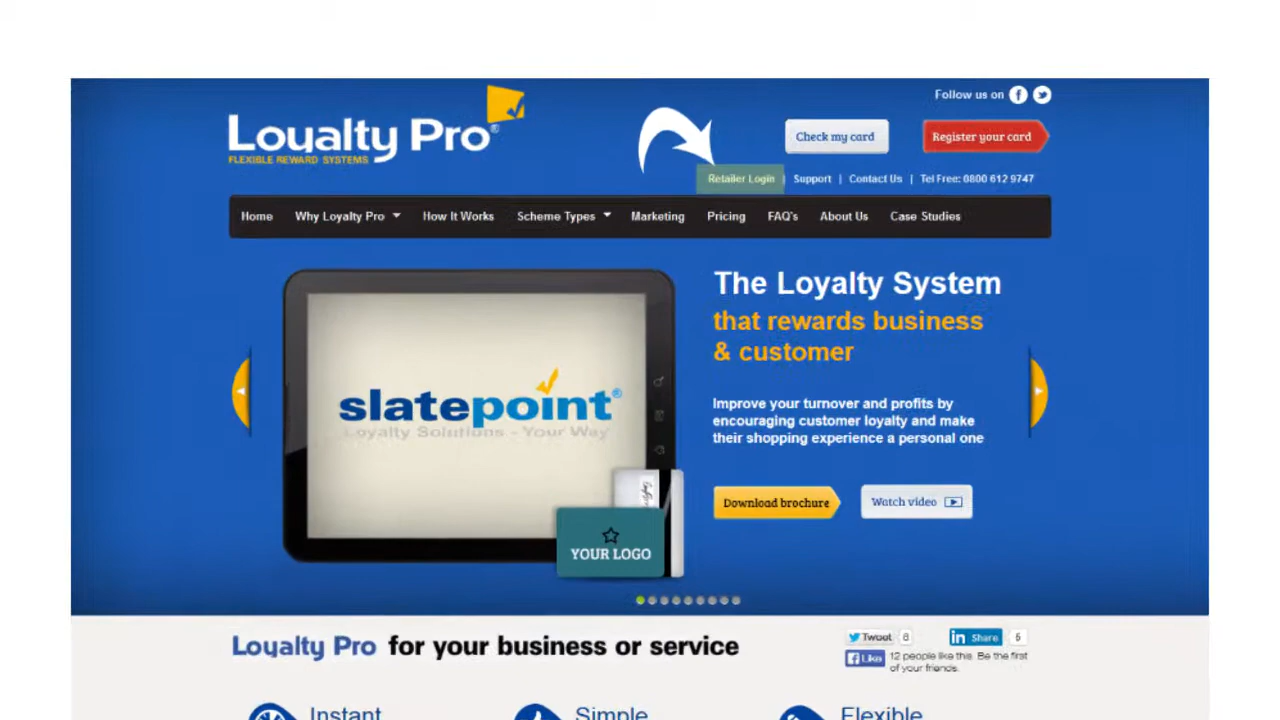 Follow us on
Loyalty Pro®
FLEXIBLE REWARD SYSTEMS
Check my card
Register your card
Retailer Login | Support | Contact Us | Tel Free: 0800 612 9747
Home Why Loyalty Pro How It Works Scheme Types Marketing Pricing FAQ's About Us Case Studies
The Loyalty System
that rewards business
& customer
slatepoint®
Loyalty Solutions - Your Way
Improve your turnover and profits by
encouraging customer loyalty and make
their shopping experience a personal one
Download brochure
Watch video
YOUR LOGO
Loyalty Pro for your business or service
Tweet 8
Share 5
Like 12 people like this. Be the first
of your friends.
Instant Simple Flexible